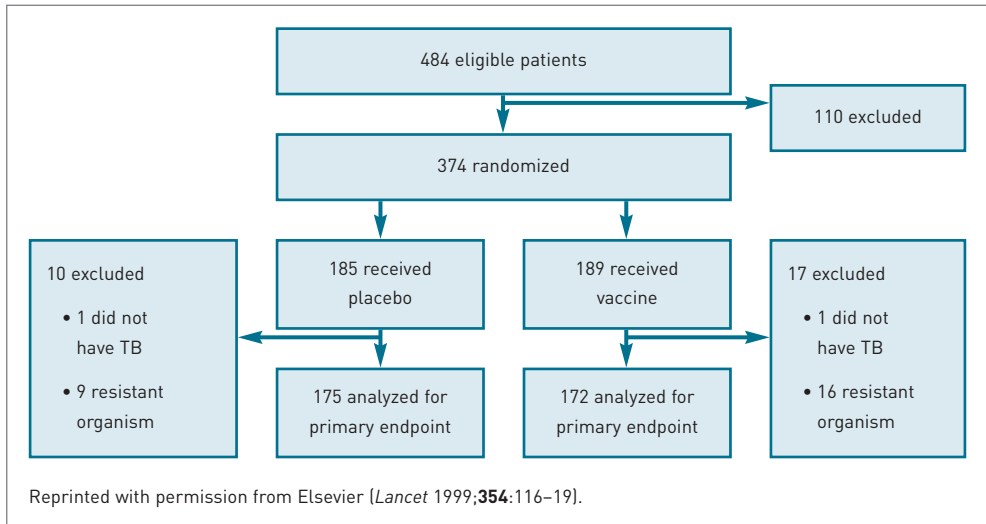 484 eligible patients
110 excluded
374 randomized
10 excluded
• 1 did not
have TB
• 9 resistant
organism
185 received
placebo
189 received
vaccine
17 excluded
• 1 did not
have TB
• 16 resistant
organism
175 analyzed for
primary endpoint
172 analyzed for
primary endpoint
Reprinted with permission from Elsevier (Lancet 1999;354:116–19).